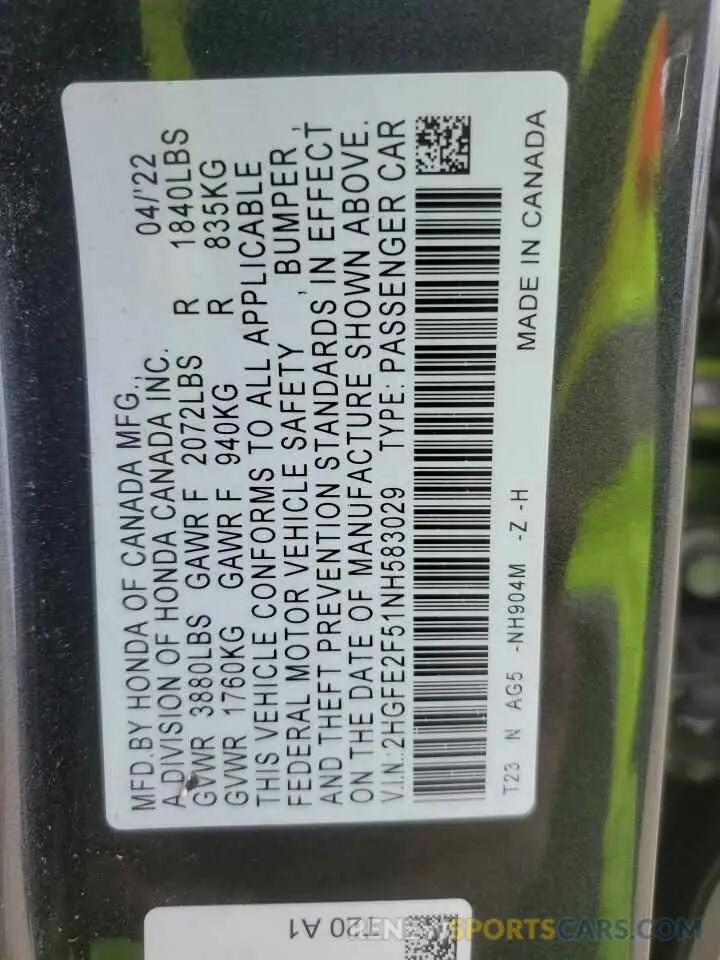 MFD. BY HONDA OF CANADA MFG.,    04/'22
A DIVISION OF HONDA CANADA INC.
GVWR 3880LBS GAWR F 2072LBS R 1840LBS
GVWR 1760KG GAWR F 940KG R 835KG
THIS VEHICLE CONFORMS TO ALL APPLICABLE
FEDERAL MOTOR VEHICLE SAFETY , BUMPER ,
AND THEFT PREVENTION STANDARDS IN EFFECT
ON THE DATE OF MANUFACTURE SHOWN ABOVE.
V.I.N.: 2HGFE2F51NH583029 TYPE: PASSENGER CAR
T23 N AG5 -NH904M -Z -H MADE IN CANADA
T20 A1
RENEWSPORTSCARS.COM